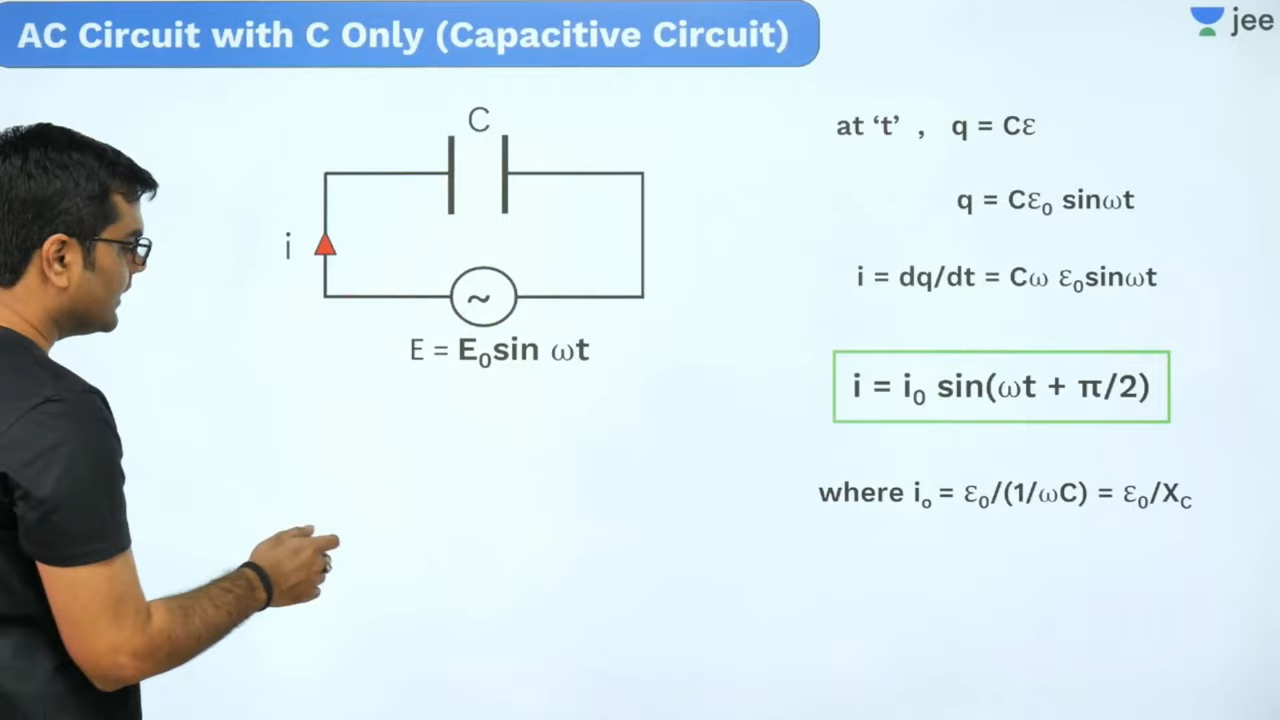 AC Circuit with C Only (Capacitive Circuit)
jee
C
i
~
E = E₀sin ωt
at ‘t’ , q = Cε
q = Cε₀ sinωt
i = dq/dt = Cω ε₀sinωt
i = i₀ sin(ωt + π/2)
where iₒ = ε₀/(1/ωC) = ε₀/X_C